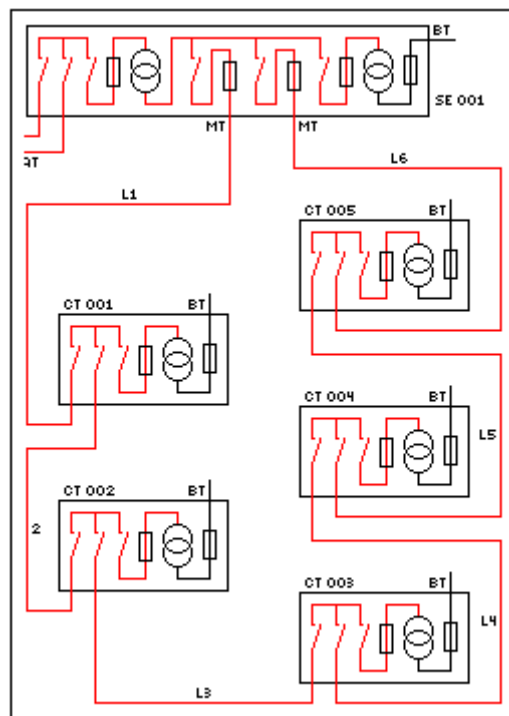 BT
SE 001
MT
MT
AT
L6
L1
CT 005
BT
CT 001
BT
CT 004
BT
L5
CT 002
BT
2
CT 003
BT
L4
L3